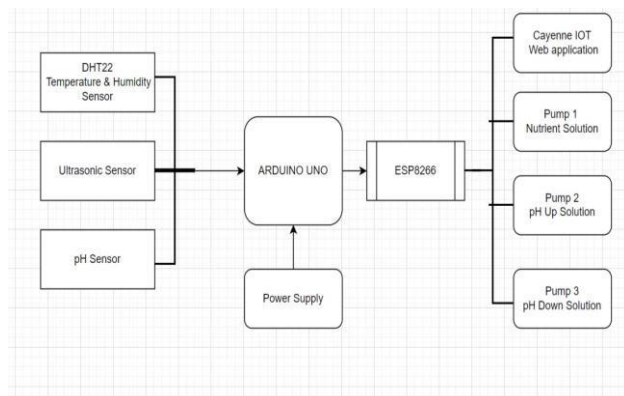 DHT22
Temperature & Humidity
Sensor
Ultrasonic Sensor
pH Sensor
ARDUINO UNO
Power Supply
ESP8266
Cayenne IOT
Web application
Pump 1
Nutrient Solution
Pump 2
pH Up Solution
Pump 3
pH Down Solution